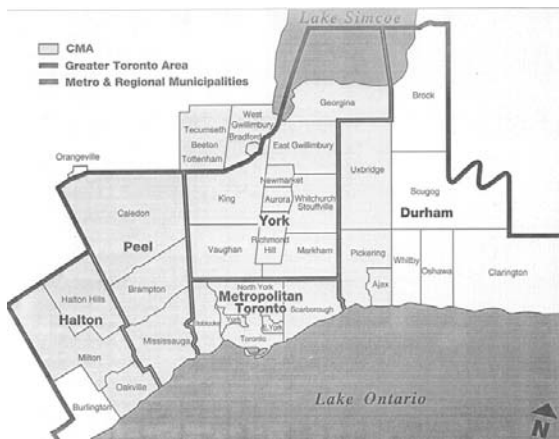 Lake Simcoe
CMA
Greater Toronto Area
Metro & Regional Municipalities
Brock
Georgina
West
Gwillimbury
Bradford
Tecumseth
Beeton
Tottenham
East Gwillimbury
Orangeville
Uxbridge
Newmarket
Scugog
King
Aurora
Whitchurch
Stouffville
Caledon
York
Durham
Peel
Vaughan
Richmond
Hill
Markham
Pickering
Whitby
Oshawa
Clarington
Ajax
Brampton
Halton Hills
North York
Metropolitan
Toronto
Scarborough
Etobicoke
York
E.York
Toronto
Halton
Mississauga
Milton
Oakville
Burlington
Lake Ontario
N